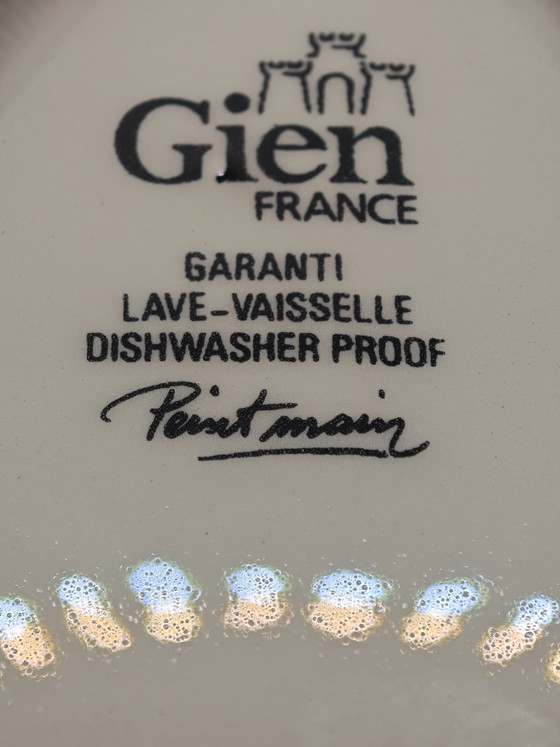 Gien
FRANCE
GARANTI
LAVE-VAISSELLE
DISHWASHER PROOF
Peint main